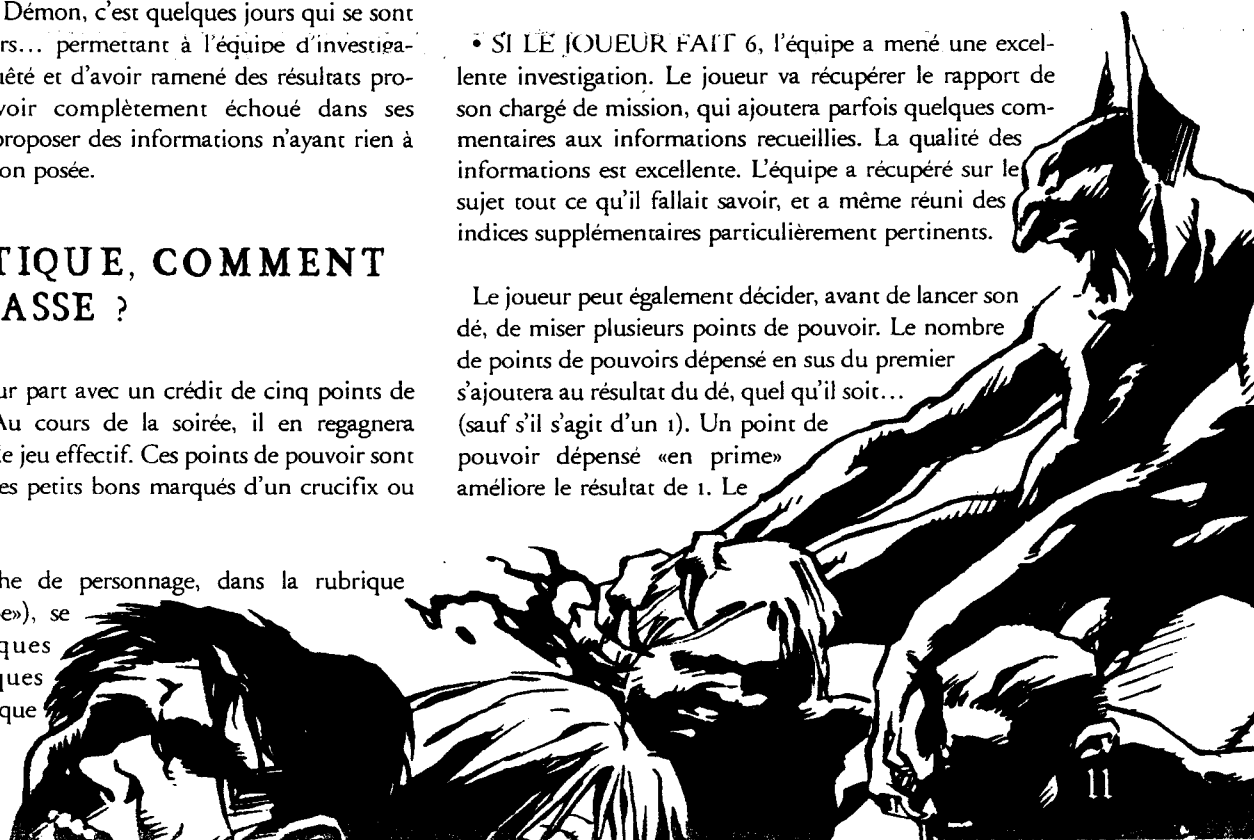 Démon, c'est quelques jours qui se sont
rs... permettant à l'équipe d'investiga-
uêté et d'avoir ramené des résultats pro-
voir complètement échoué dans ses
proposer des informations n'ayant rien à
on posée.
TIQUE, COMMENT
ASSE ?
ur part avec un crédit de cinq points de
Au cours de la soirée, il en regagnera
le jeu effectif. Ces points de pouvoir sont
es petits bons marqués d'un crucifix ou
he de personnage, dans la rubrique
e»), se
ques
ques
que
• SI LE JOUEUR FAIT 6, l'équipe a mené une excel-
lente investigation. Le joueur va récupérer le rapport de
son chargé de mission, qui ajoutera parfois quelques com-
mentaires aux informations recueillies. La qualité des
informations est excellente. L'équipe a récupéré sur le
sujet tout ce qu'il fallait savoir, et a même réuni des
indices supplémentaires particulièrement pertinents.
Le joueur peut également décider, avant de lancer son
dé, de miser plusieurs points de pouvoir. Le nombre
de points de pouvoirs dépensé en sus du premier
s'ajoutera au résultat du dé, quel qu'il soit...
(sauf s'il s'agit d'un 1). Un point de
pouvoir dépensé «en prime»
améliore le résultat de 1. Le
11